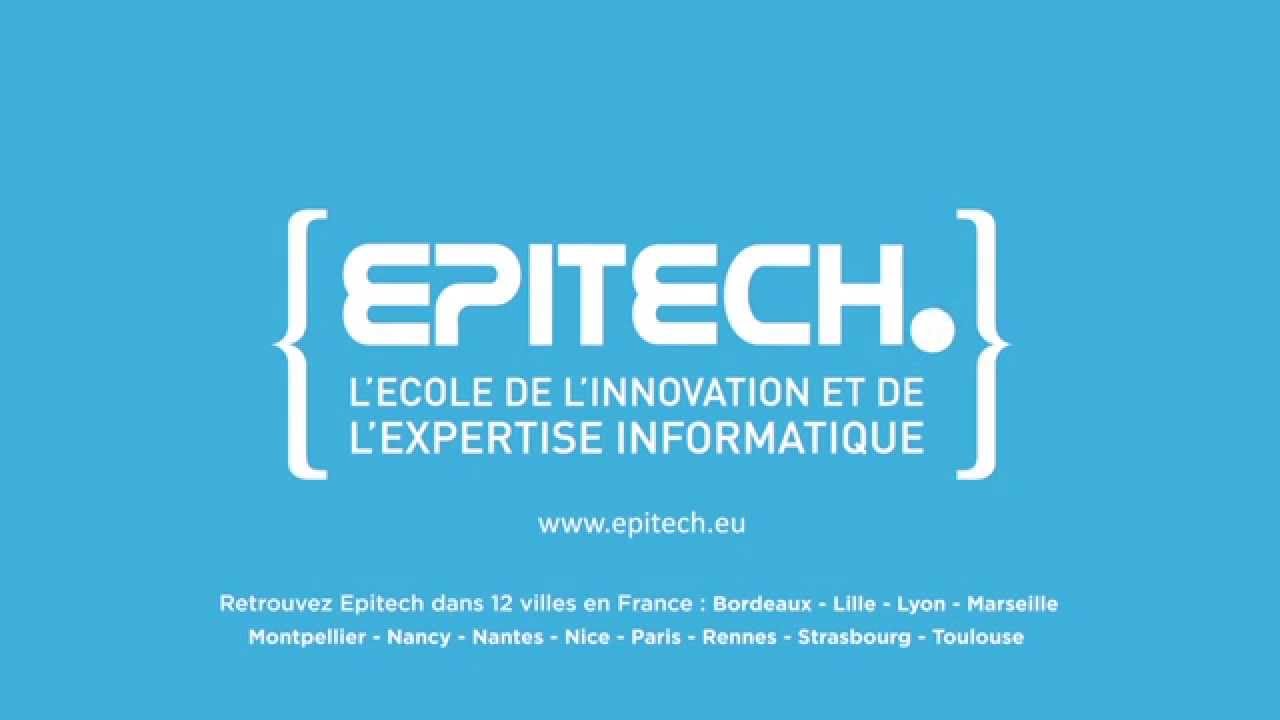 {EPITECH.}
L'ECOLE DE L'INNOVATION ET DE
L'EXPERTISE INFORMATIQUE
www.epitech.eu
Retrouvez Epitech dans 12 villes en France : Bordeaux - Lille - Lyon - Marseille
Montpellier - Nancy - Nantes - Nice - Paris - Rennes - Strasbourg - Toulouse